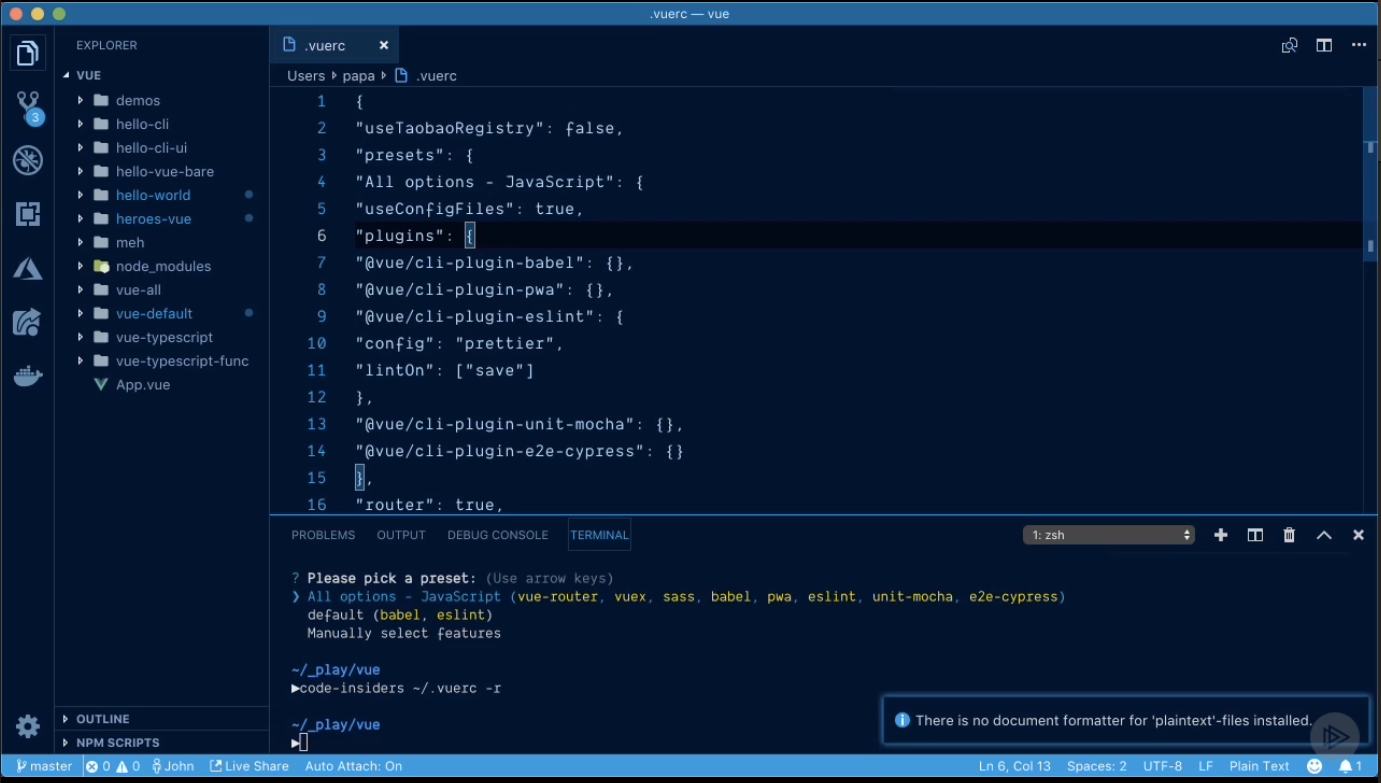 .vuerc — vue
EXPLORER
VUE
demos
hello-cli
hello-cli-ui
hello-vue-bare
hello-world
heroes-vue
meh
node_modules
vue-all
vue-default
vue-typescript
vue-typescript-func
App.vue
OUTLINE
NPM SCRIPTS
3
.vuerc
Users papa .vuerc
1 {
2 "useTaobaoRegistry": false,
3 "presets": {
4 "All options - JavaScript": {
5 "useConfigFiles": true,
6 "plugins": {
7 "@vue/cli-plugin-babel": {},
8 "@vue/cli-plugin-pwa": {},
9 "@vue/cli-plugin-eslint": {
10 "config": "prettier",
11 "lintOn": ["save"]
12 },
13 "@vue/cli-plugin-unit-mocha": {},
14 "@vue/cli-plugin-e2e-cypress": {}
15 },
16 "router": true,
PROBLEMS OUTPUT DEBUG CONSOLE TERMINAL 1: zsh
? Please pick a preset: (Use arrow keys)
❯ All options - JavaScript (vue-router, vuex, sass, babel, pwa, eslint, unit-mocha, e2e-cypress)
default (babel, eslint)
Manually select features
~/_play/vue
▶code-insiders ~/.vuerc -r
~/_play/vue
▶
There is no document formatter for 'plaintext'-files installed.
master 0 0 John Live Share Auto Attach: On Ln 6, Col 13 Spaces: 2 UTF-8 LF Plain Text 1